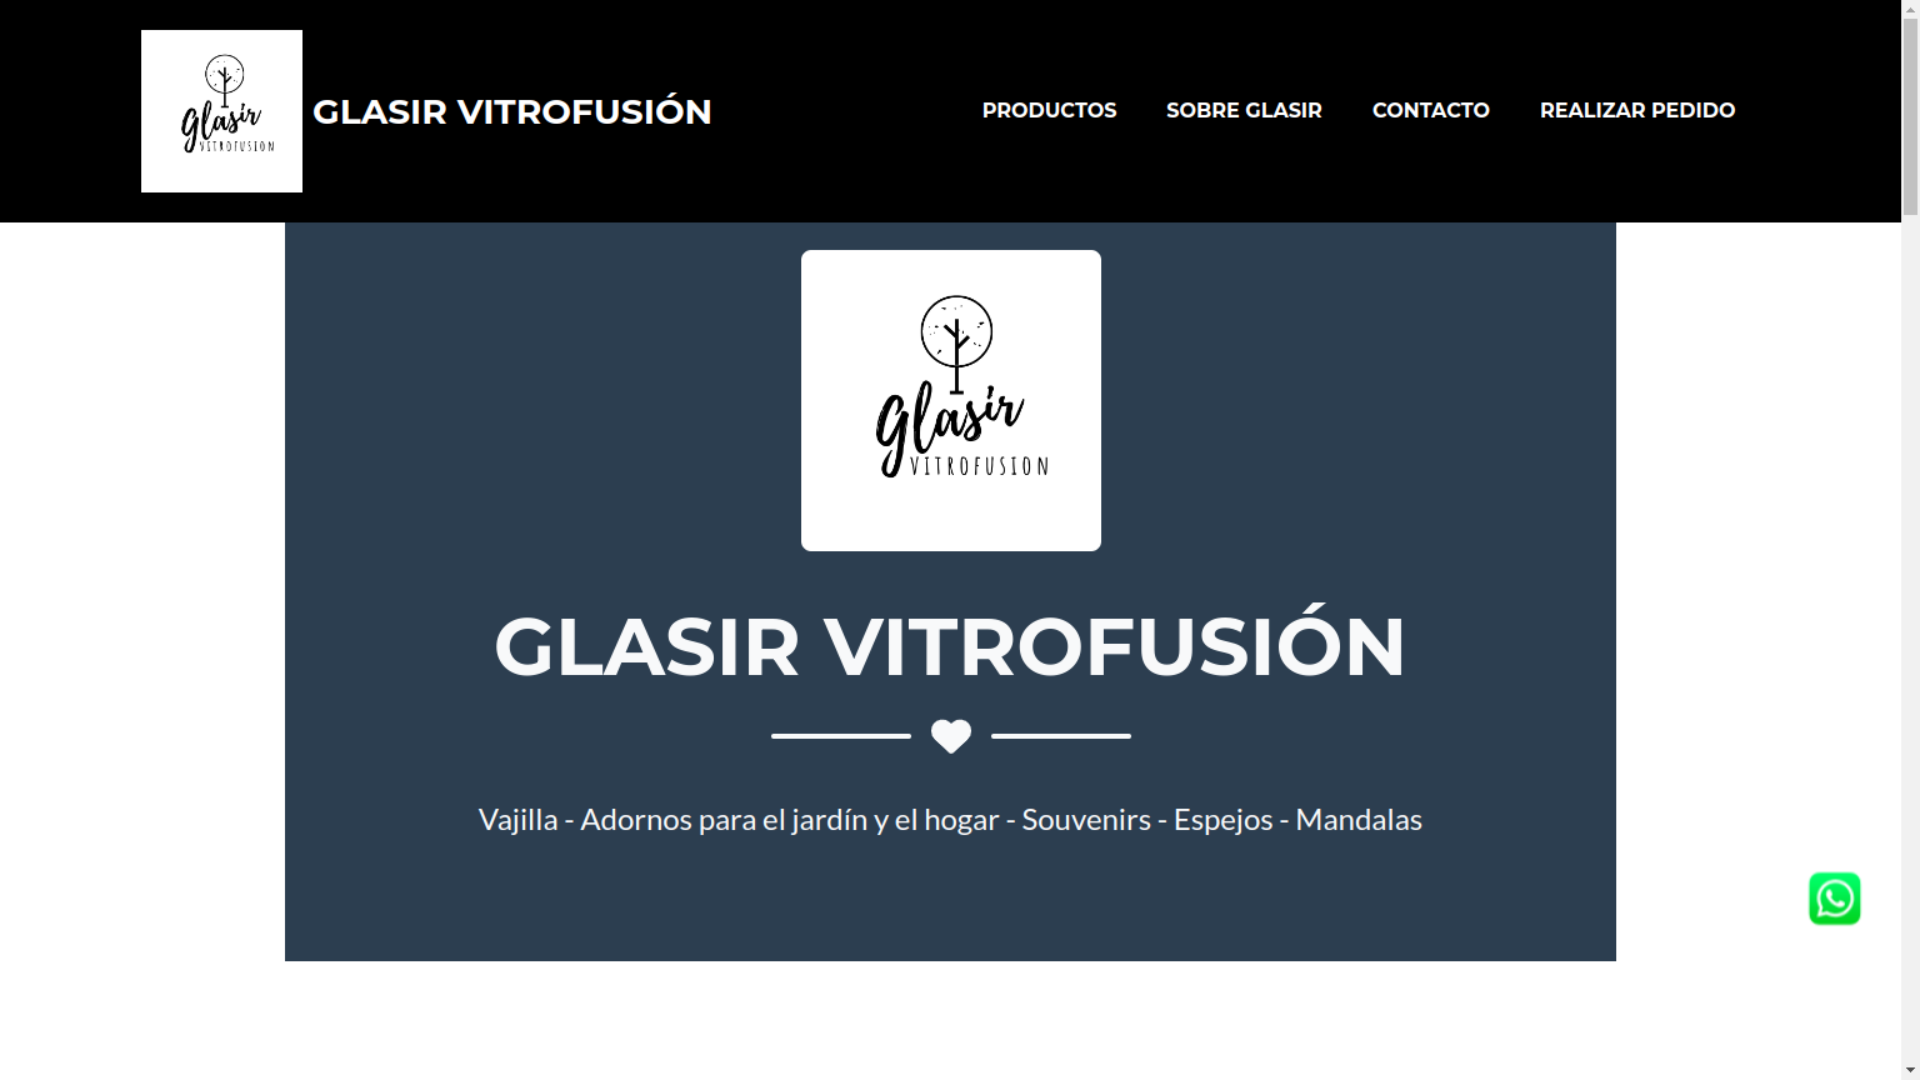 Glasir
VITROFUSION
GLASIR VITROFUSIÓN
PRODUCTOS
SOBRE GLASIR
CONTACTO
REALIZAR PEDIDO
Glasir
VITROFUSION
GLASIR VITROFUSIÓN
Vajilla - Adornos para el jardín y el hogar - Souvenirs - Espejos - Mandalas